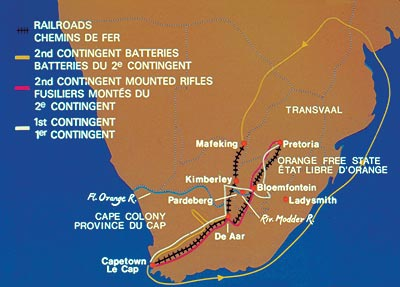 RAILROADS
CHEMINS DE FER
2nd CONTINGENT BATTERIES
BATTERIES DU 2e CONTINGENT
2nd CONTINGENT MOUNTED RIFLES
FUSILIERS MONTÉS DU
2e CONTINGENT
1st CONTINGENT
1er CONTINGENT
TRANSVAAL
Mafeking
Pretoria
ORANGE FREE STATE
ÉTAT LIBRE D'ORANGE
Kimberley
Bloemfontein
Fl. Orange R.
Pardeberg
Ladysmith
CAPE COLONY
PROVINCE DU CAP
Riv. Modder R.
De Aar
Capetown
Le Cap